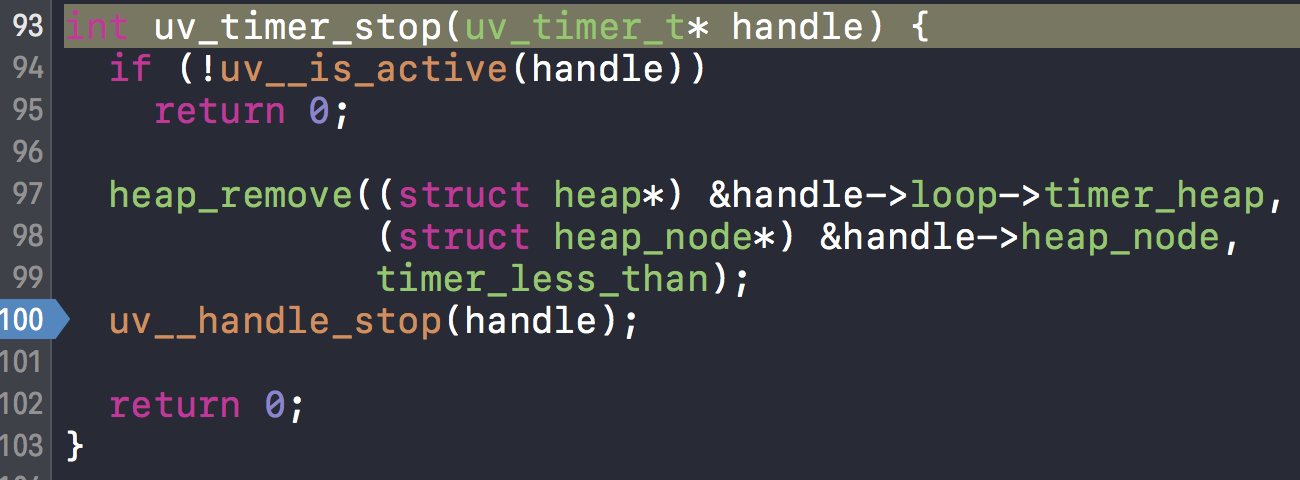 93 int uv_timer_stop(uv_timer_t* handle) {
94   if (!uv__is_active(handle))
95     return 0;
96
97   heap_remove((struct heap*) &handle->loop->timer_heap,
98               (struct heap_node*) &handle->heap_node,
99               timer_less_than);
100   uv__handle_stop(handle);
101
102   return 0;
103 }